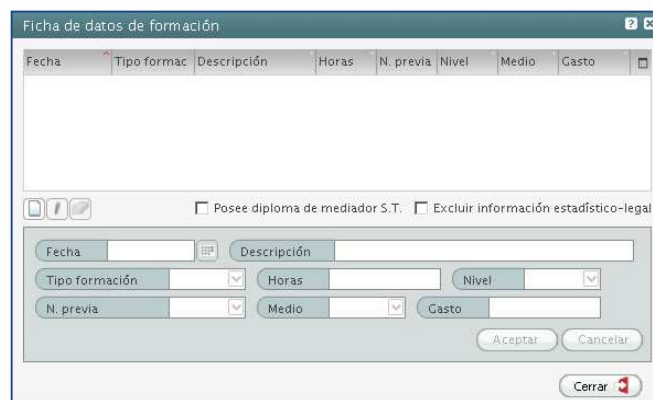 Ficha de datos de formación
Fecha Tipo formac Descripción Horas N. previa Nivel Medio Gasto
Posee diploma de mediador S.T. Excluir información estadístico-legal
Fecha Descripción
Tipo formación Horas Nivel
N. previa Medio Gasto
Aceptar Cancelar
Cerrar